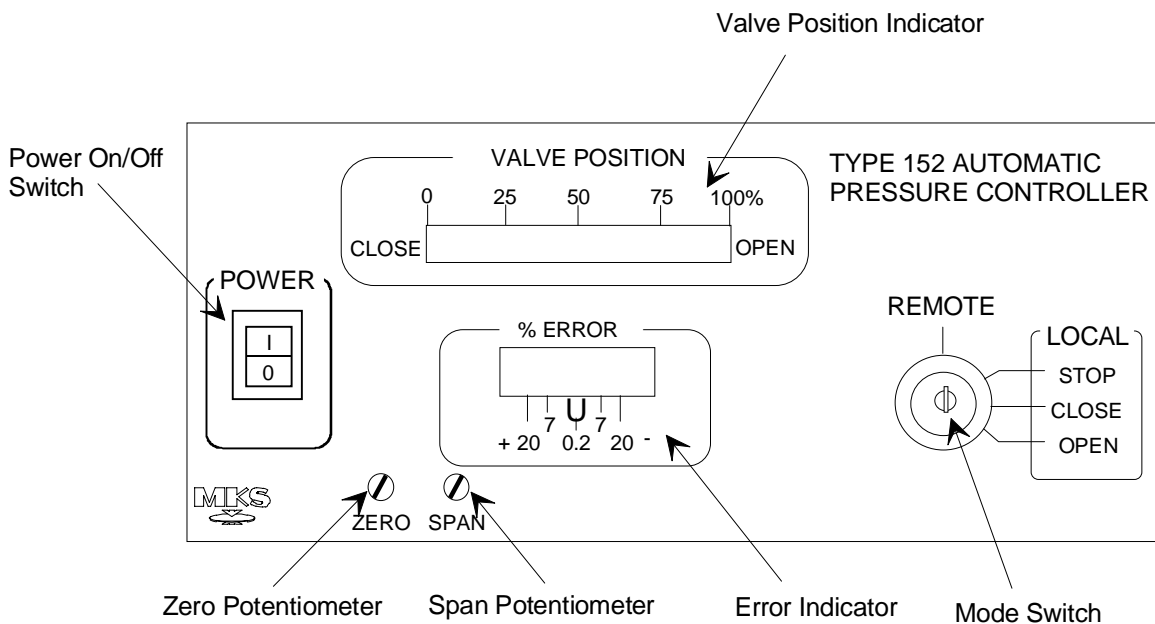 Valve Position Indicator
Power On/Off
Switch
VALVE POSITION
0 25 50 75 100%
CLOSE OPEN
TYPE 152 AUTOMATIC
PRESSURE CONTROLLER
POWER
I
0
% ERROR
7 7
+ 20 0.2 20 -
REMOTE
LOCAL
STOP
CLOSE
OPEN
MKS
ZERO SPAN
Zero Potentiometer
Span Potentiometer
Error Indicator
Mode Switch